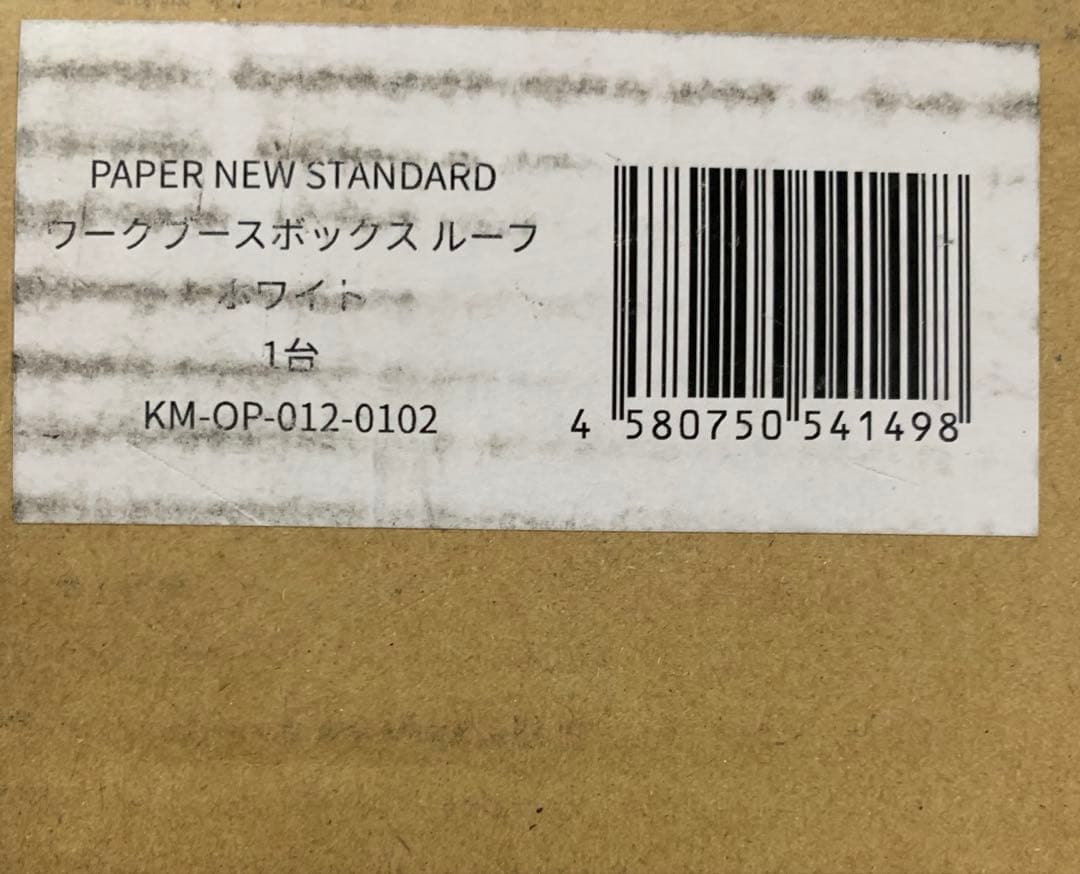 PAPER NEW STANDARD
ワークブースボックス ルーフ
ホワイト
1台
KM-OP-012-0102
4 580750 541498